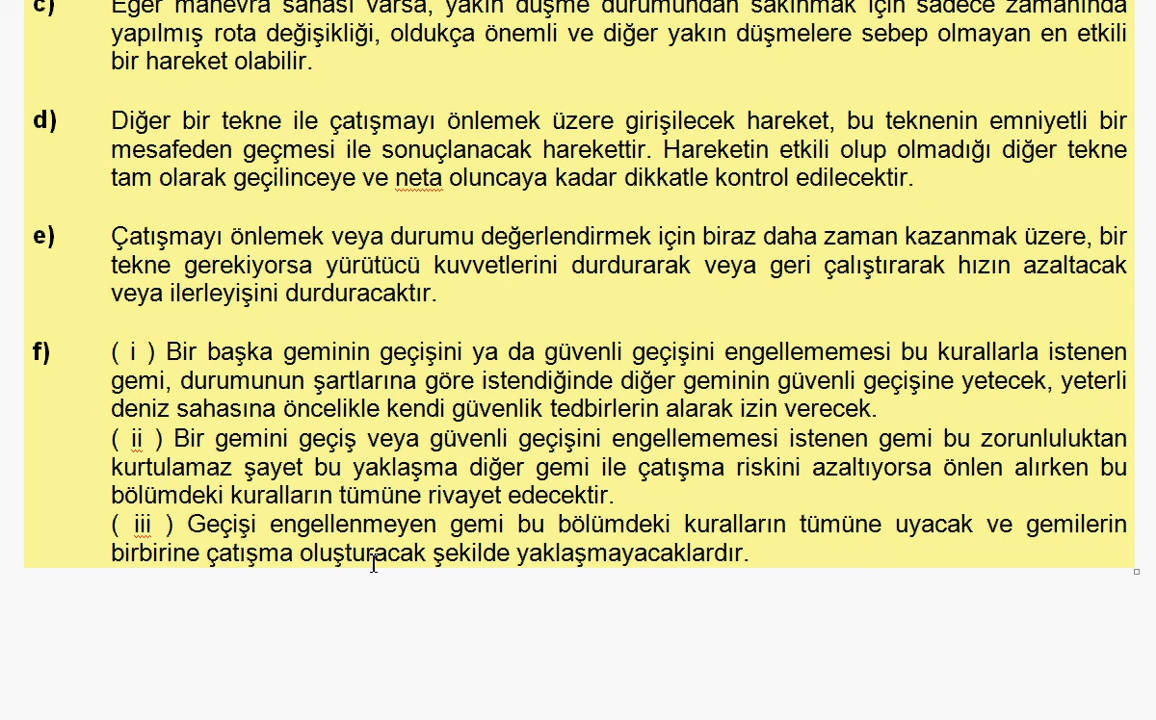 c) Eğer manevra sahası varsa, yakın düşme durumundan sakınmak için sadece zamanında
yapılmış rota değişikliği, oldukça önemli ve diğer yakın düşmelere sebep olmayan en etkili
bir hareket olabilir.
d) Diğer bir tekne ile çatışmayı önlemek üzere girişilecek hareket, bu teknenin emniyetli bir
mesafeden geçmesi ile sonuçlanacak harekettir. Hareketin etkili olup olmadığı diğer tekne
tam olarak geçilinceye ve neta oluncaya kadar dikkatle kontrol edilecektir.
e) Çatışmayı önlemek veya durumu değerlendirmek için biraz daha zaman kazanmak üzere, bir
tekne gerekiyorsa yürütücü kuvvetlerini durdurarak veya geri çalıştırarak hızın azaltacak
veya ilerleyişini durduracaktır.
f) ( i ) Bir başka geminin geçişini ya da güvenli geçişini engellememesi bu kurallarla istenen
gemi, durumunun şartlarına göre istendiğinde diğer geminin güvenli geçişine yetecek, yeterli
deniz sahasına öncelikle kendi güvenlik tedbirlerin alarak izin verecek.
( ii ) Bir gemini geçiş veya güvenli geçişini engellememesi istenen gemi bu zorunluluktan
kurtulamaz şayet bu yaklaşma diğer gemi ile çatışma riskini azaltıyorsa önlen alırken bu
bölümdeki kuralların tümüne rivayet edecektir.
( iii ) Geçişi engellenmeyen gemi bu bölümdeki kuralların tümüne uyacak ve gemilerin
birbirine çatışma oluşturacak şekilde yaklaşmayacaklardır.